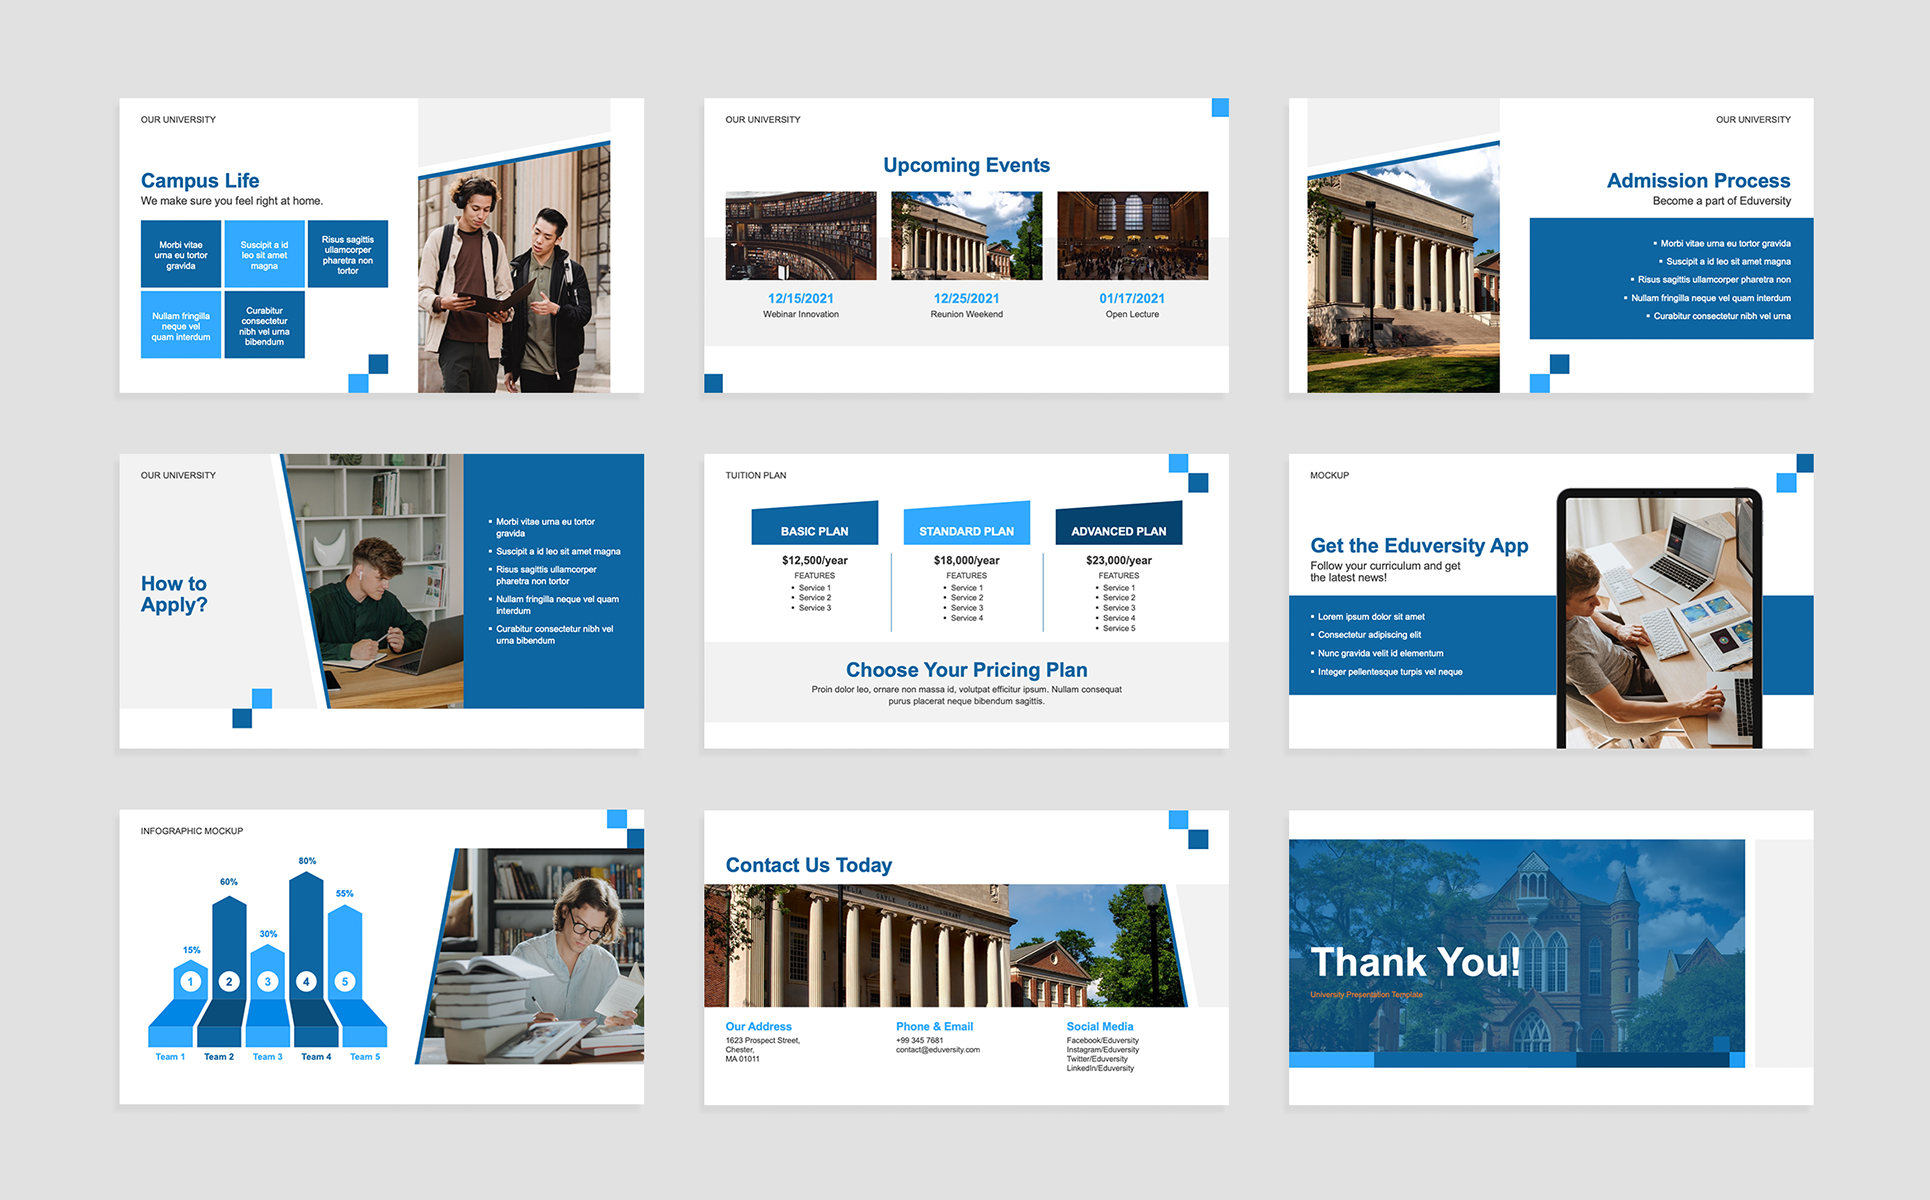 OUR UNIVERSITY
Campus Life
We make sure you feel right at home.
Morbi vitae
urna eu tortor
gravida
Suscipit a id
leo sit amet
magna
Risus sagittis
ullamcorper
pharetra non
tortor
Nullam fringilla
neque vel
quam interdum
Curabitur
consectetur
nibh vel urna
bibendum
OUR UNIVERSITY
Upcoming Events
12/15/2021
Webinar Innovation
12/25/2021
Reunion Weekend
01/17/2021
Open Lecture
OUR UNIVERSITY
Admission Process
Become a part of Eduversity
▪ Morbi vitae urna eu tortor gravida
▪ Suscipit a id leo sit amet magna
▪ Risus sagittis ullamcorper pharetra non
▪ Nullam fringilla neque vel quam interdum
▪ Curabitur consectetur nibh vel urna
OUR UNIVERSITY
How to
Apply?
▪ Morbi vitae urna eu tortor
gravida
▪ Suscipit a id leo sit amet magna
▪ Risus sagittis ullamcorper
pharetra non tortor
▪ Nullam fringilla neque vel quam
interdum
▪ Curabitur consectetur nibh vel
urna bibendum
TUITION PLAN
BASIC PLAN
$12,500/year
FEATURES
▪ Service 1
▪ Service 2
▪ Service 3
STANDARD PLAN
$18,000/year
FEATURES
▪ Service 1
▪ Service 2
▪ Service 3
▪ Service 4
ADVANCED PLAN
$23,000/year
FEATURES
▪ Service 1
▪ Service 2
▪ Service 3
▪ Service 4
▪ Service 5
Choose Your Pricing Plan
Proin dolor leo, ornare non massa id, volutpat efficitur ipsum. Nullam consequat
purus placerat neque bibendum sagittis.
MOCKUP
Get the Eduversity App
Follow your curriculum and get
the latest news!
▪ Lorem ipsum dolor sit amet
▪ Consectetur adipiscing elit
▪ Nunc gravida velit id elementum
▪ Integer pellentesque turpis vel neque
INFOGRAPHIC MOCKUP
80%
60%
55%
30%
15%
1 2 3 4 5
Team 1 Team 2 Team 3 Team 4 Team 5
Contact Us Today
Our Address
1623 Prospect Street,
Chester,
MA 01011
Phone & Email
+99 345 7681
contact@eduversity.com
Social Media
Facebook/Eduversity
Instagram/Eduversity
Twitter/Eduversity
LinkedIn/Eduversity
Thank You!
University Presentation Template